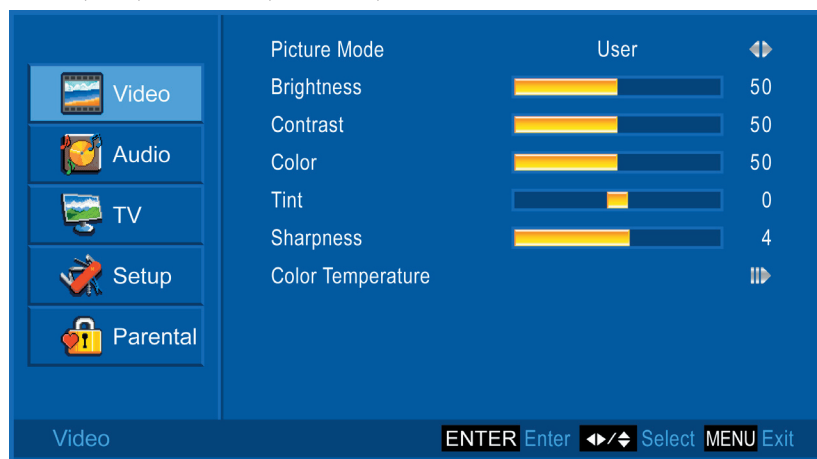 Video
Audio
TV
Setup
Parental
Picture Mode User
Brightness 50
Contrast 50
Color 50
Tint 0
Sharpness 4
Color Temperature
Video ENTER Enter ◂▸/▴▾ Select MENU Exit